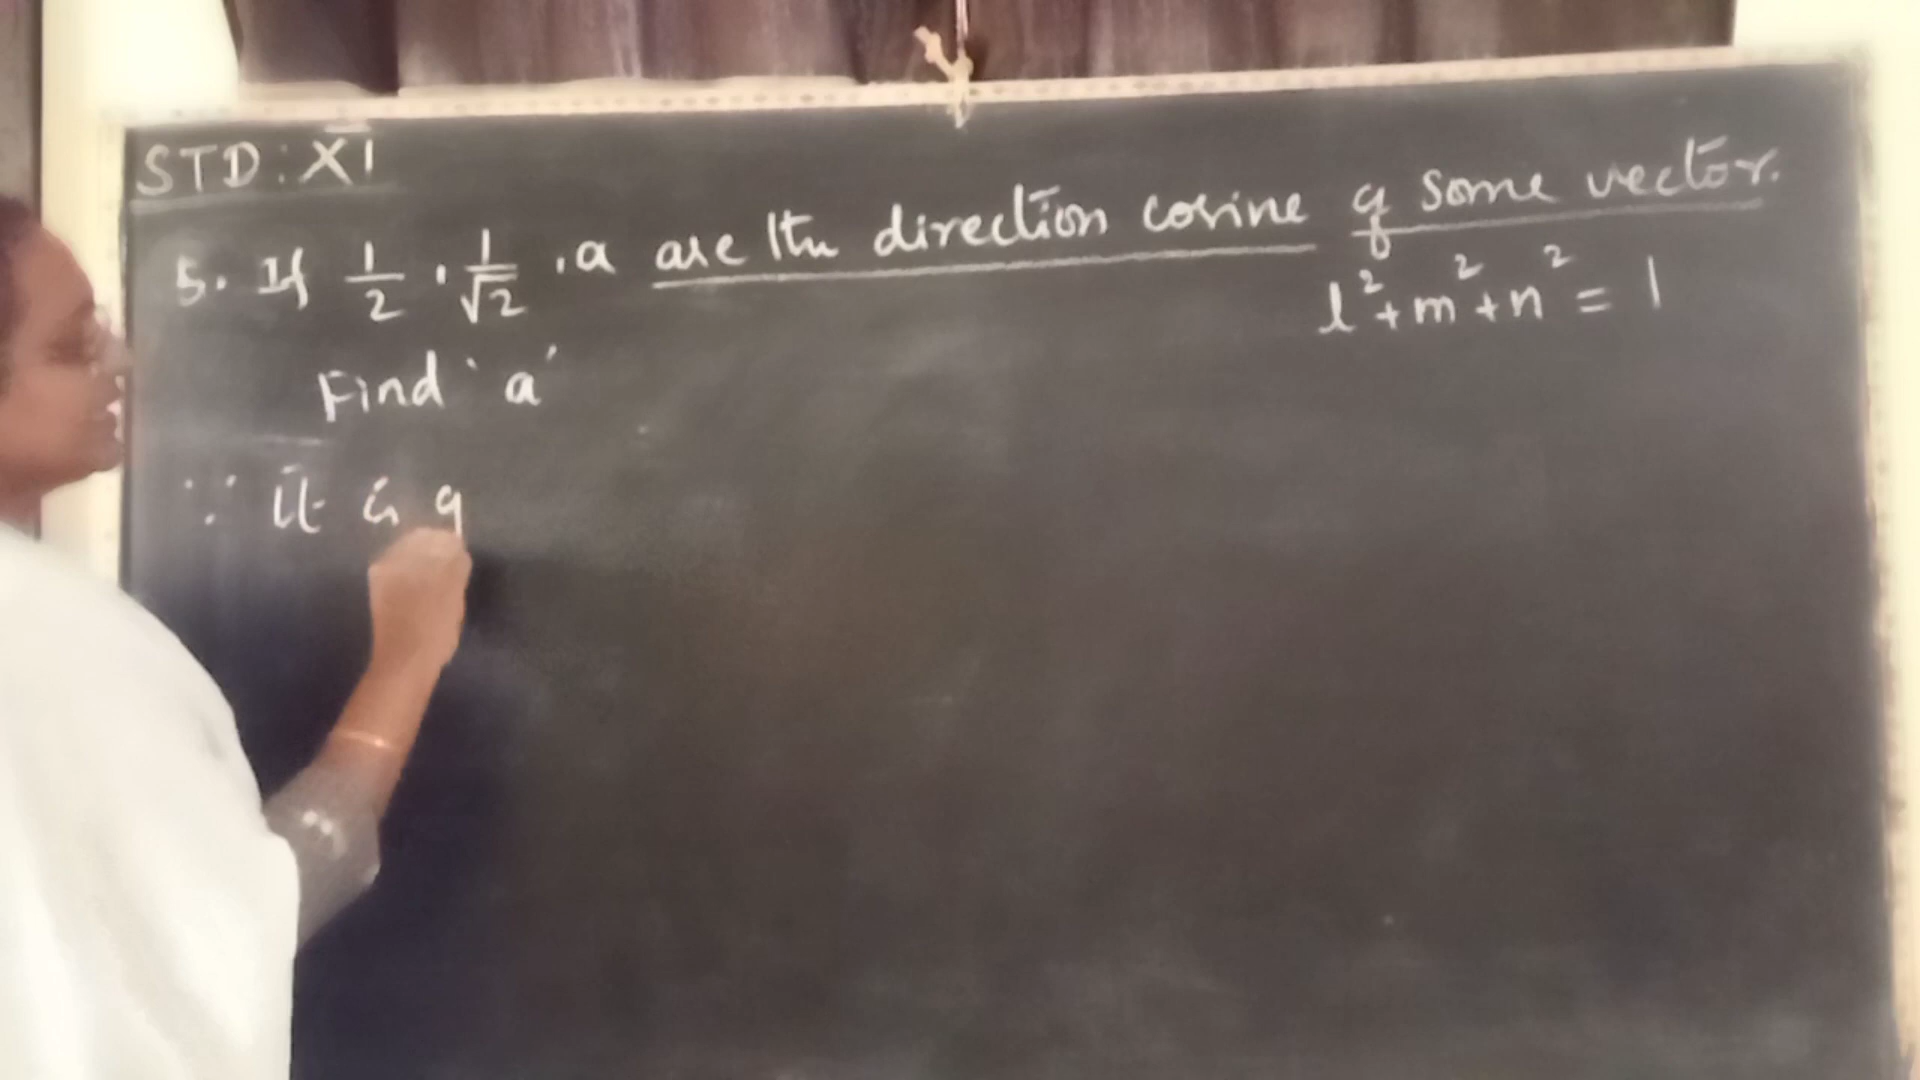 STD: XI
5. If 1/2, 1/√2, a are the direction cosine of some vector.
l²+m²+n² = 1
Find 'a'
∵ it is g